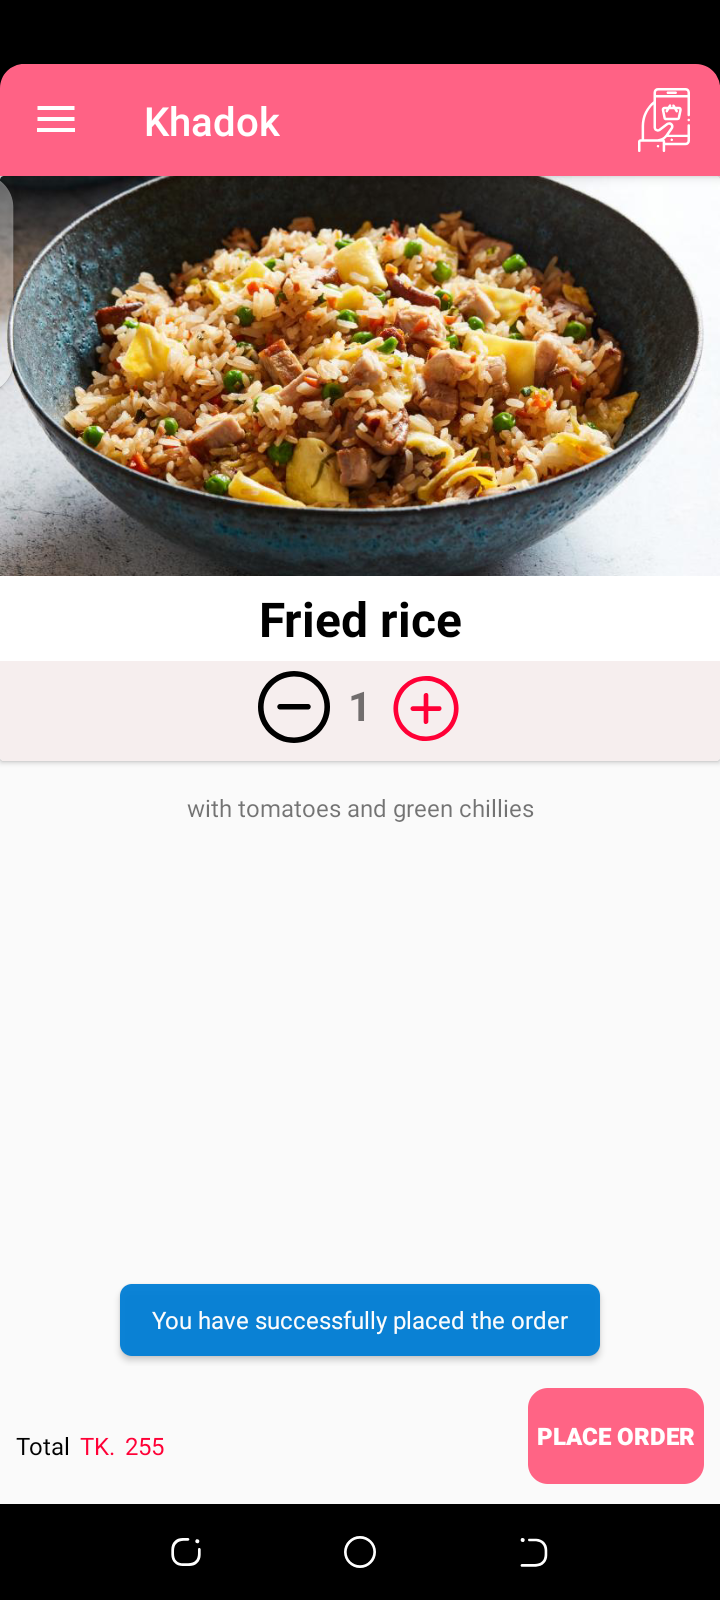 Khadok
Fried rice
1
with tomatoes and green chillies
You have successfully placed the order
Total TK. 255
PLACE ORDER